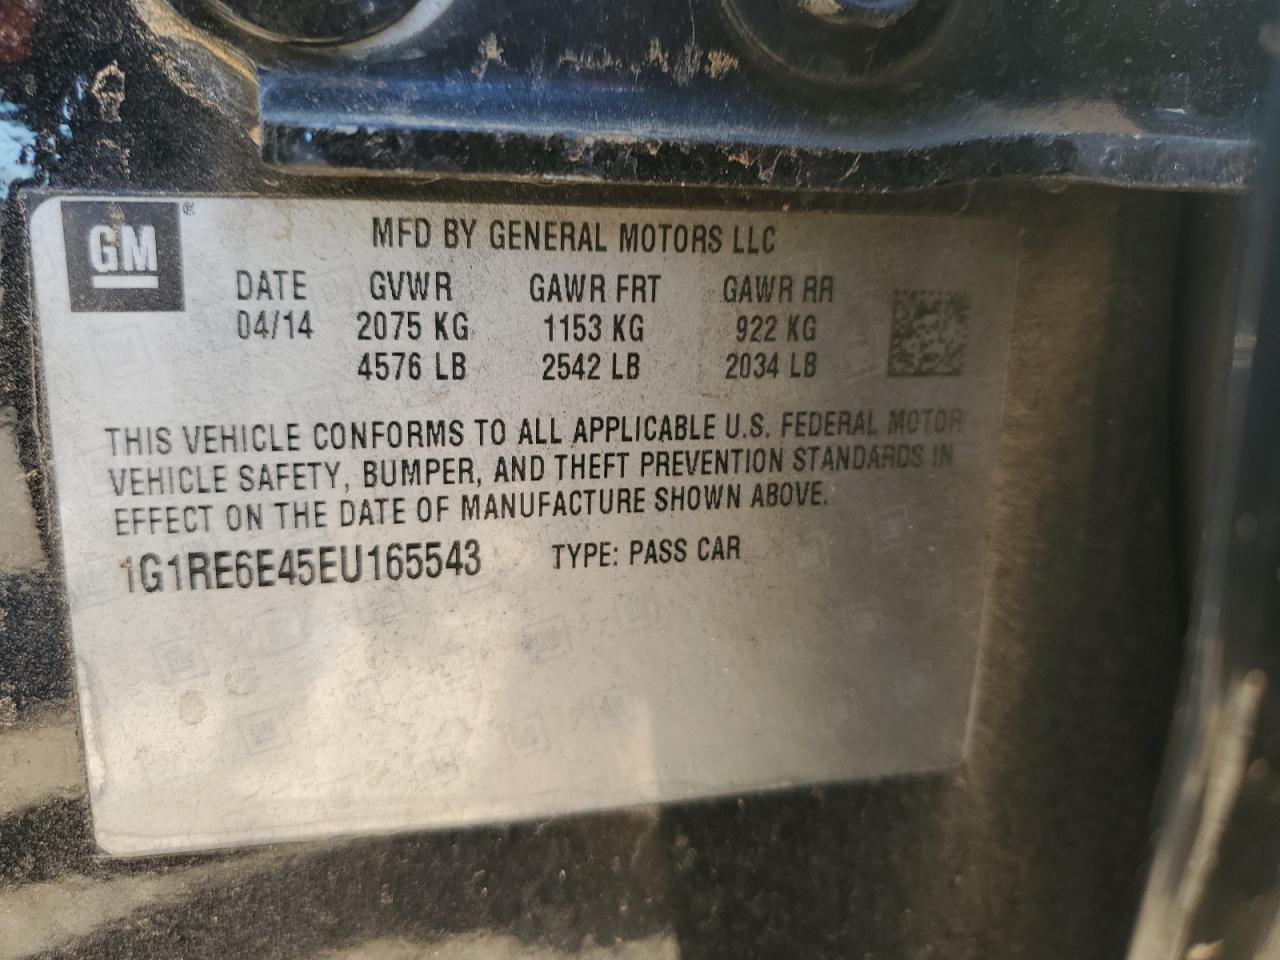 GM ®
MFD BY GENERAL MOTORS LLC
DATE GVWR GAWR FRT GAWR RR
04/14 2075 KG 1153 KG 922 KG
4576 LB 2542 LB 2034 LB
THIS VEHICLE CONFORMS TO ALL APPLICABLE U.S. FEDERAL MOTOR
VEHICLE SAFETY, BUMPER, AND THEFT PREVENTION STANDARDS IN
EFFECT ON THE DATE OF MANUFACTURE SHOWN ABOVE.
1G1RE6E45EU165543 TYPE: PASS CAR